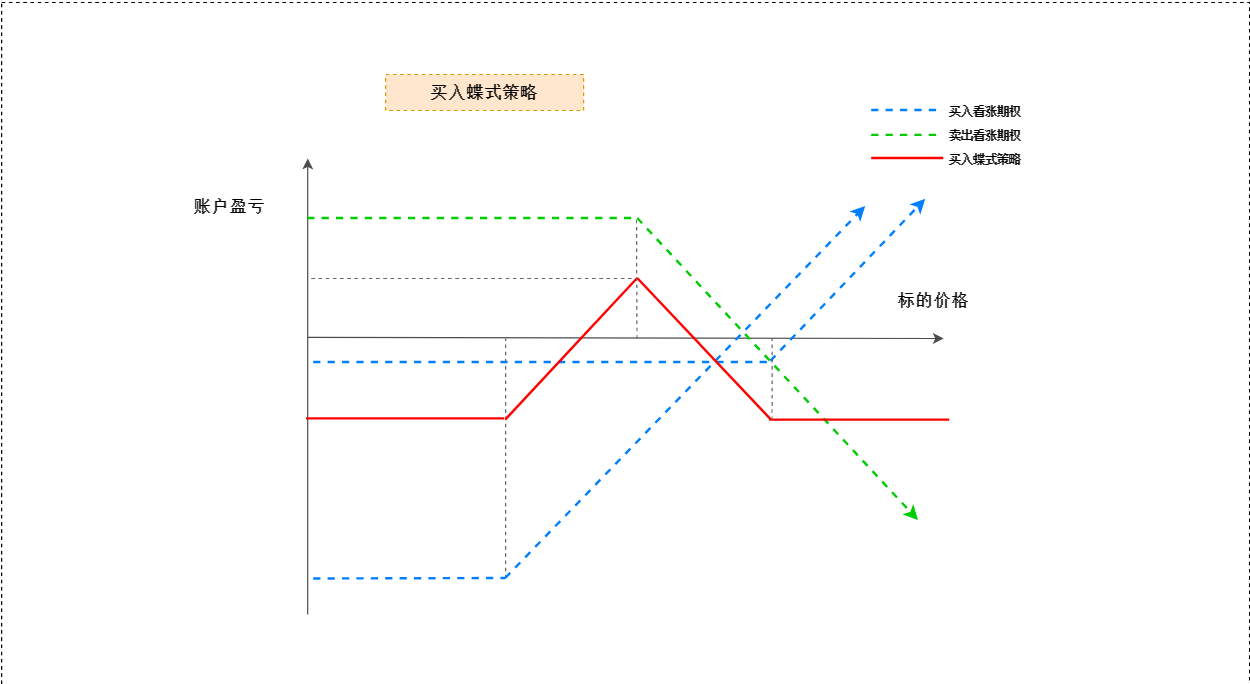 买入蝶式策略
买入看涨期权
卖出看涨期权
买入蝶式策略
账户盈亏
标的价格